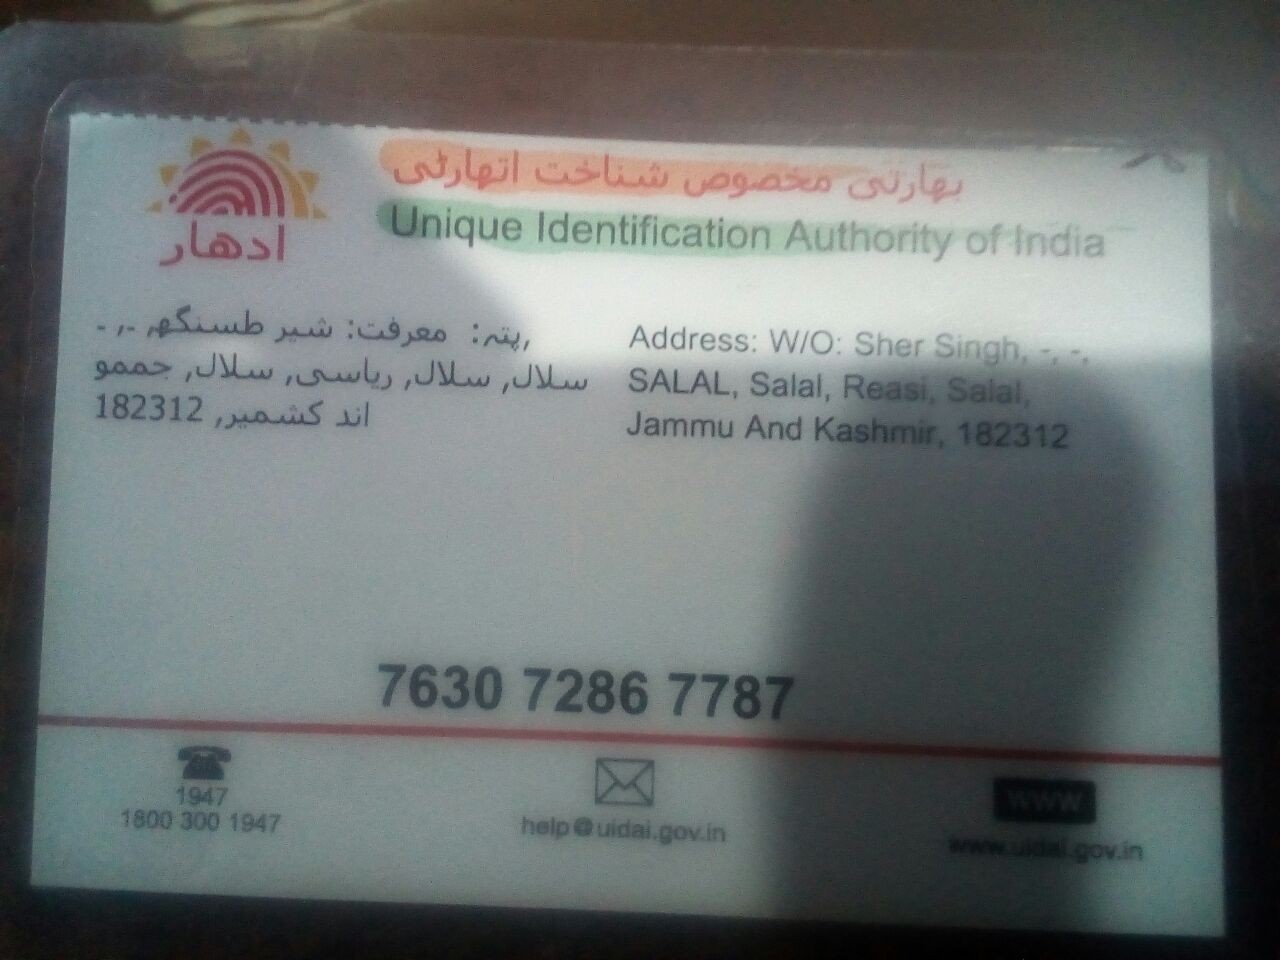 بھارتی مخصوص شناخت اتھارٹی
Unique Identification Authority of India
ادھار
پتہ: معرفت: شیر طسنگھ, -, -,
سلال, سلال, ریاسی, سلال, جممو
اند کشمیر, 182312
Address: W/O: Sher Singh, -, -,
SALAL, Salal, Reasi, Salal,
Jammu And Kashmir, 182312
7630 7286 7787
1947
1800 300 1947
help@uidai.gov.in
WWW
www.uidai.gov.in